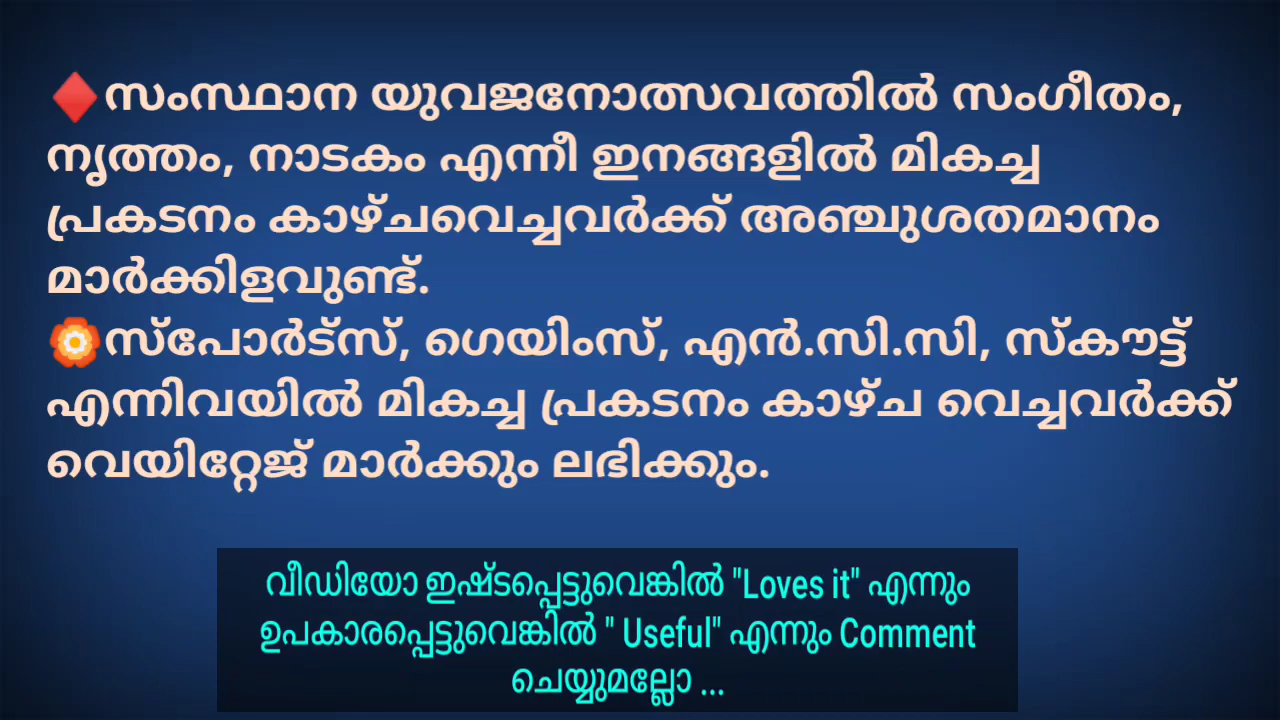 ♦️സംസ്ഥാന യുവജനോത്സവത്തിൽ സംഗീതം,
നൃത്തം, നാടകം എന്നീ ഇനങ്ങളിൽ മികച്ച
പ്രകടനം കാഴ്ചവെച്ചവർക്ക് അഞ്ചുശതമാനം
മാർക്കിളവുണ്ട്.
🏵️സ്പോർട്സ്, ഗെയിംസ്, എൻ.സി.സി, സ്കൗട്ട്
എന്നിവയിൽ മികച്ച പ്രകടനം കാഴ്ച വെച്ചവർക്ക്
വെയിറ്റേജ് മാർക്കും ലഭിക്കും.
വീഡിയോ ഇഷ്ടപ്പെട്ടുവെങ്കിൽ "Loves it" എന്നും
ഉപകാരപ്പെട്ടുവെങ്കിൽ " Useful" എന്നും Comment
ചെയ്യുമല്ലോ ...